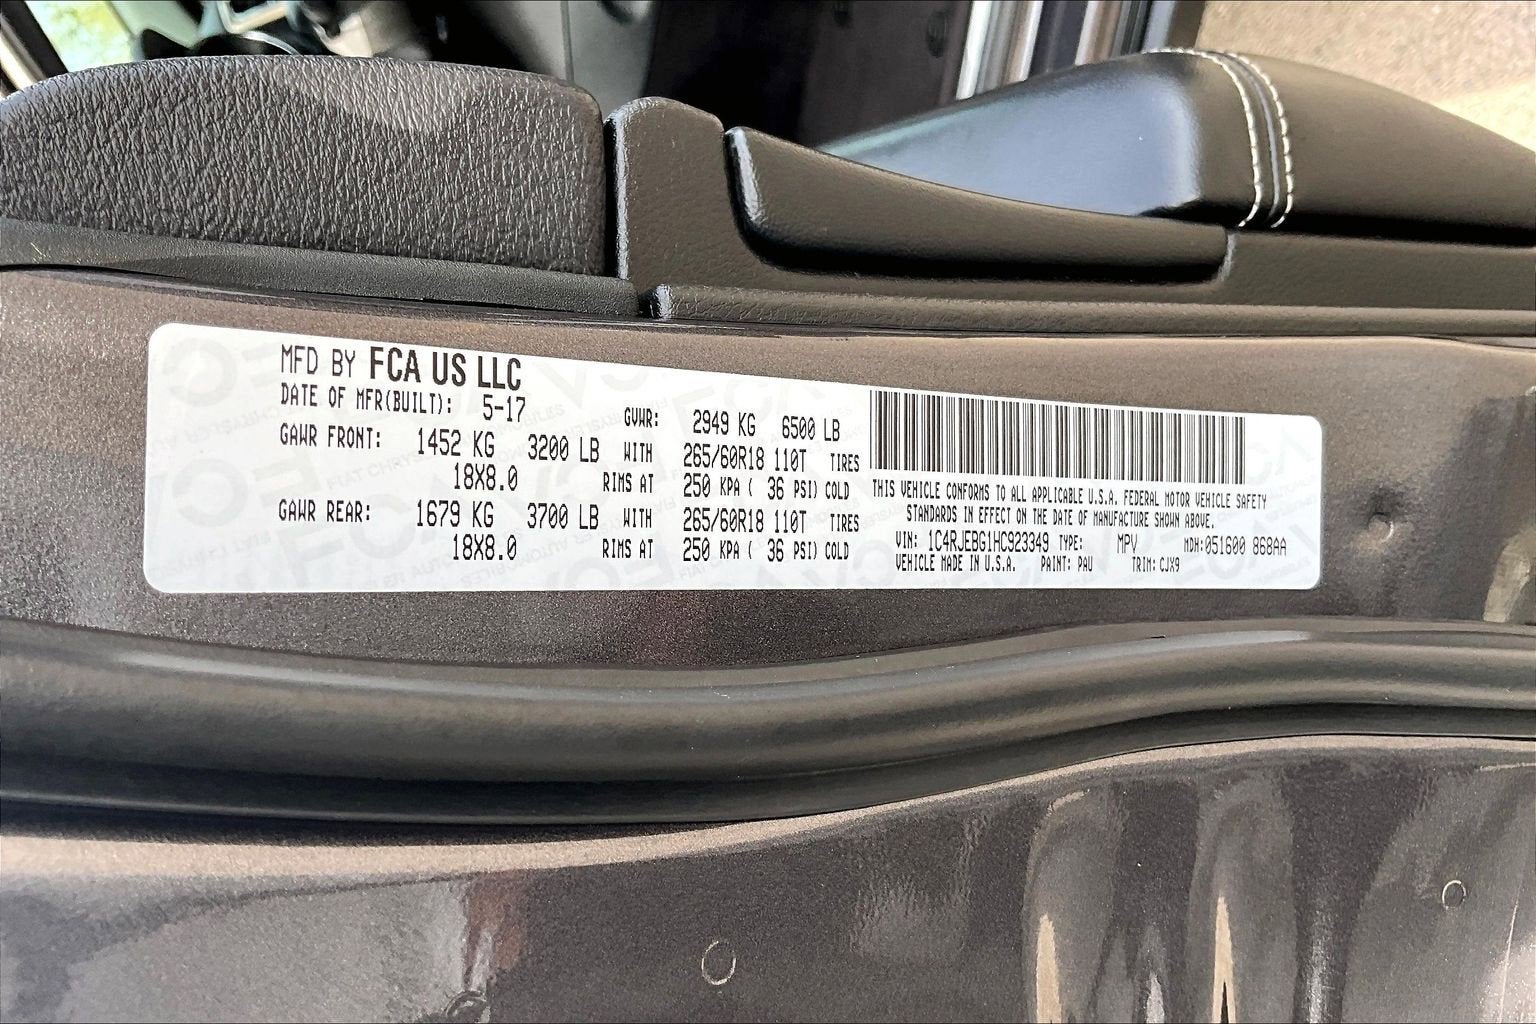 MFD BY FCA US LLC
DATE OF MFR(BUILT): 5-17 GVWR: 2949 KG 6500 LB
GAWR FRONT: 1452 KG 3200 LB WITH 265/60R18 110T TIRES
18X8.0 RIMS AT 250 KPA ( 36 PSI) COLD
GAWR REAR: 1679 KG 3700 LB WITH 265/60R18 110T TIRES
18X8.0 RIMS AT 250 KPA ( 36 PSI) COLD
THIS VEHICLE CONFORMS TO ALL APPLICABLE U.S.A. FEDERAL MOTOR VEHICLE SAFETY
STANDARDS IN EFFECT ON THE DATE OF MANUFACTURE SHOWN ABOVE.
VIN: 1C4RJEBG1HC923349 TYPE: MPV MDH:051600 868AA
VEHICLE MADE IN U.S.A. PAINT: PAU TRIM: CJX9